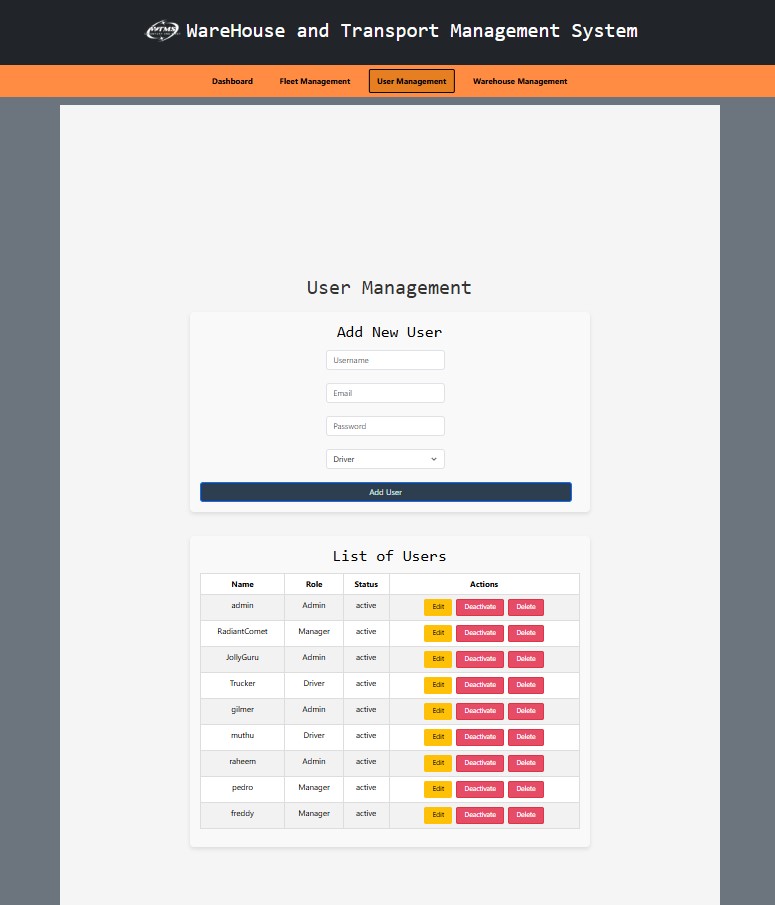 WTMS WareHouse and Transport Management System
Dashboard Fleet Management User Management Warehouse Management
User Management
Add New User
Username
Email
Password
Driver
Add User
List of Users
Name Role Status Actions
admin Admin active Edit Deactivate Delete
RadiantComet Manager active Edit Deactivate Delete
JollyGuru Admin active Edit Deactivate Delete
Trucker Driver active Edit Deactivate Delete
gilmer Admin active Edit Deactivate Delete
muthu Driver active Edit Deactivate Delete
raheem Admin active Edit Deactivate Delete
pedro Manager active Edit Deactivate Delete
freddy Manager active Edit Deactivate Delete